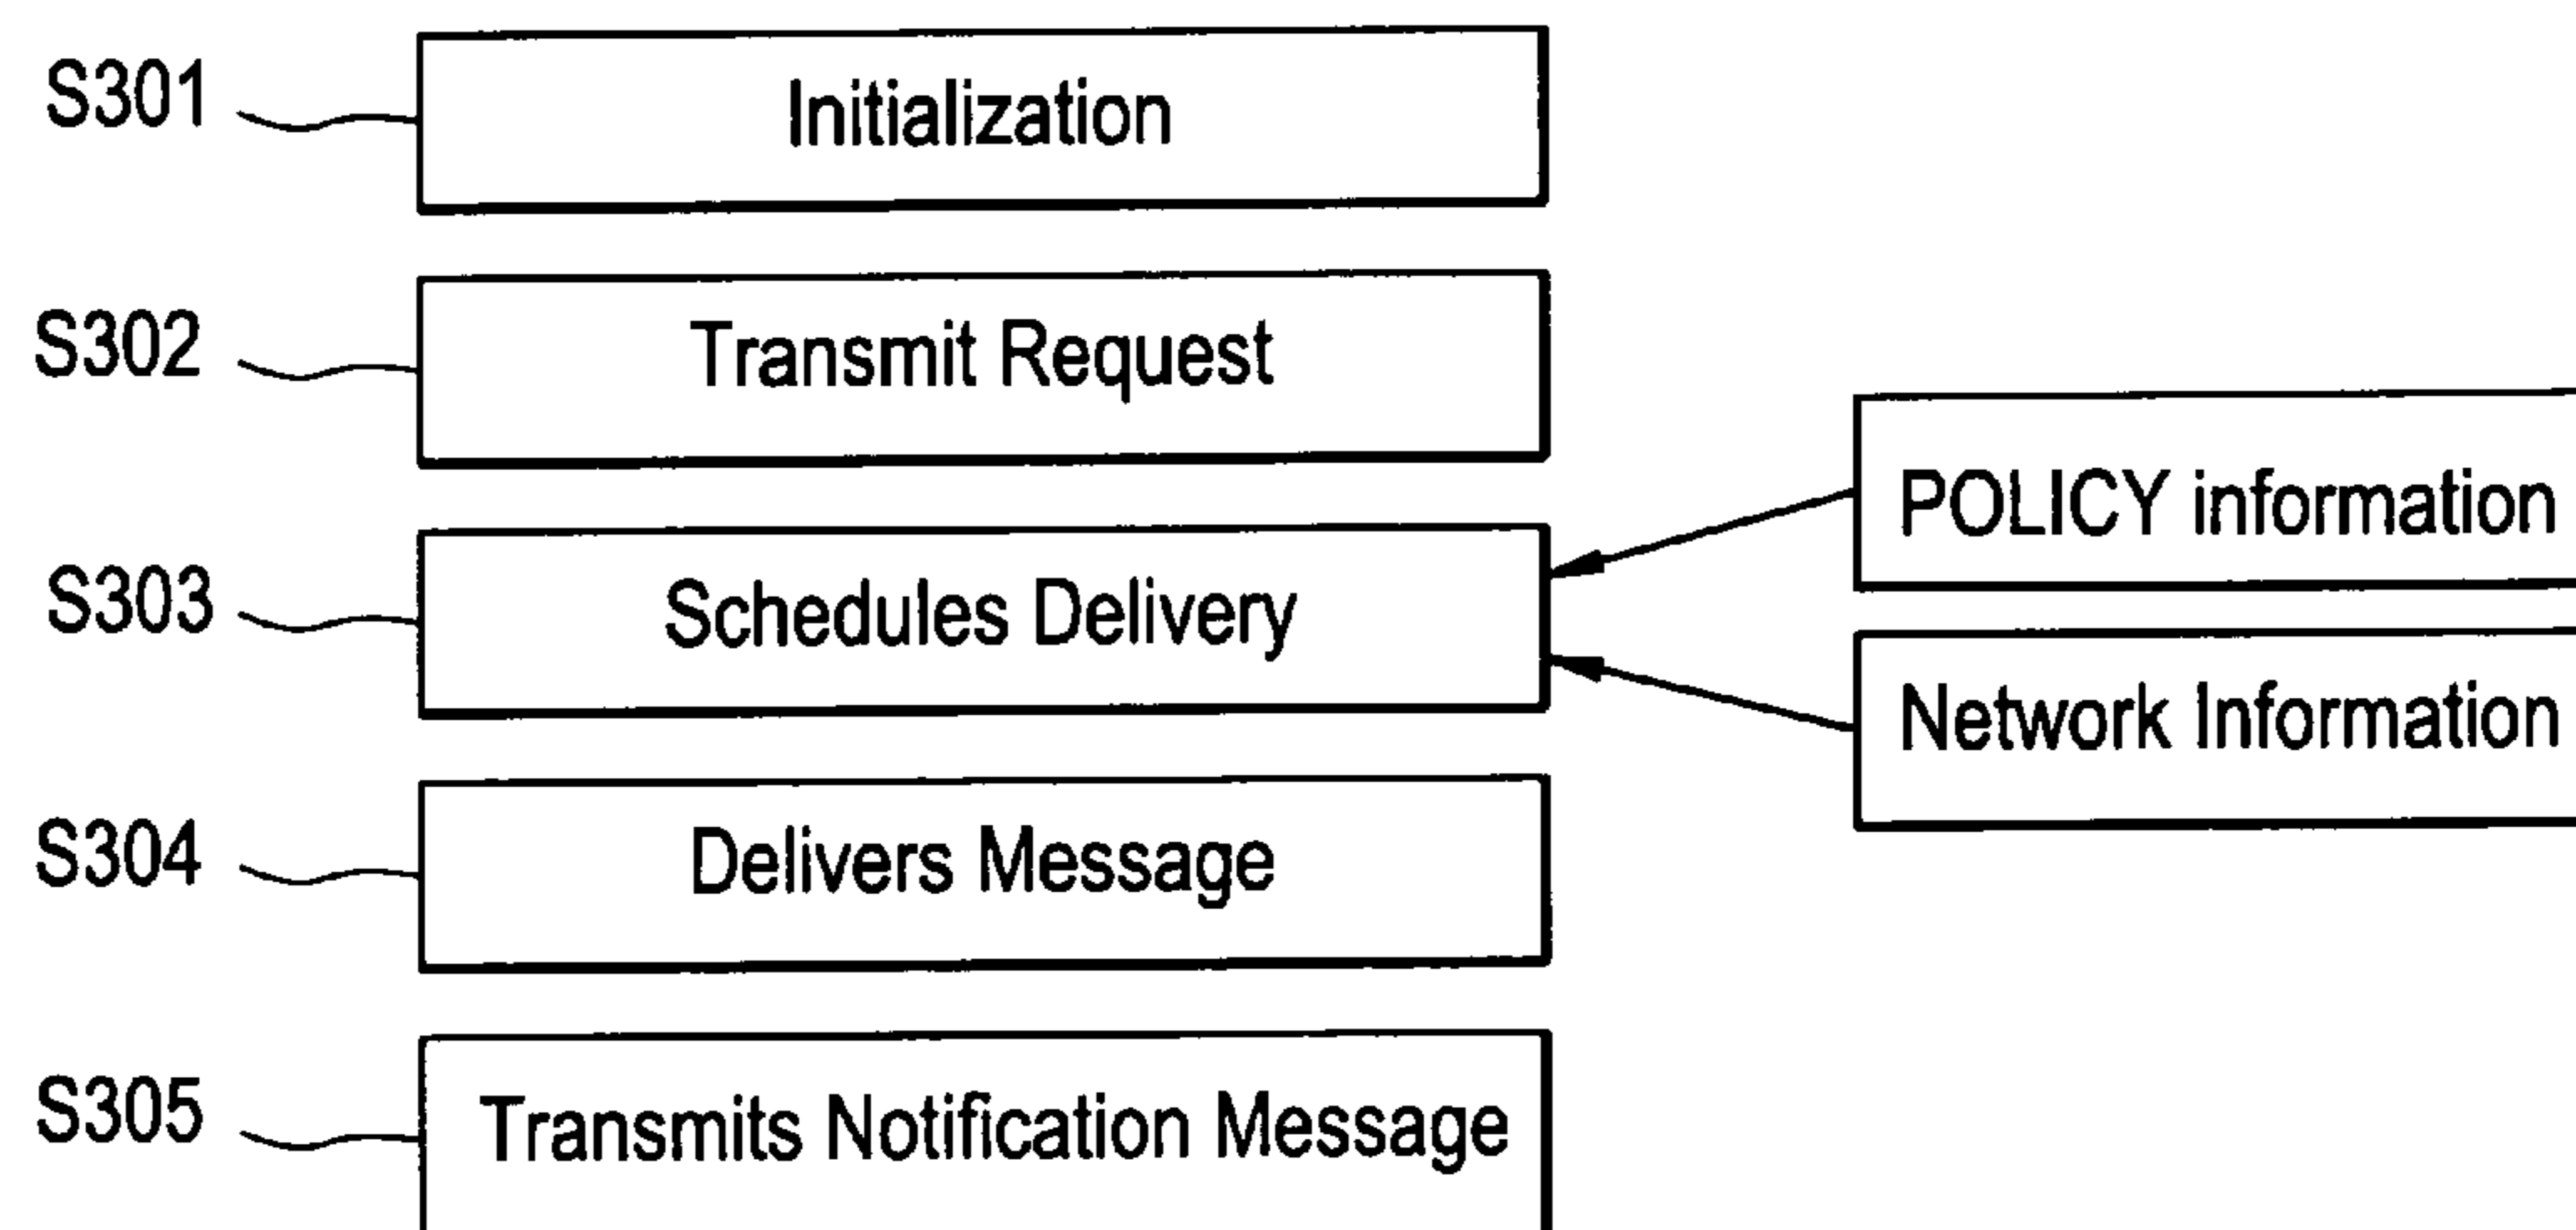 S301
Initialization
S302
Transmit Request
POLICY information
S303
Schedules Delivery
Network Information
S304
Delivers Message
S305
Transmits Notification Message